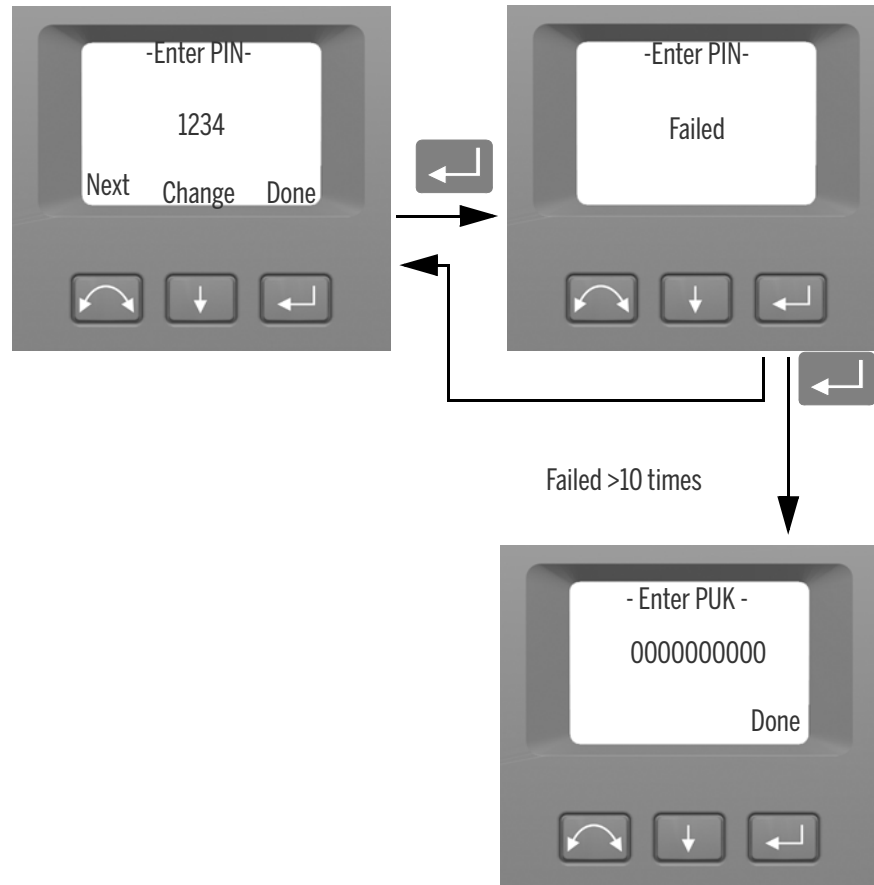 -Enter PIN-
1234
Next Change Done
-Enter PIN-
Failed
Failed >10 times
- Enter PUK -
0000000000
Done